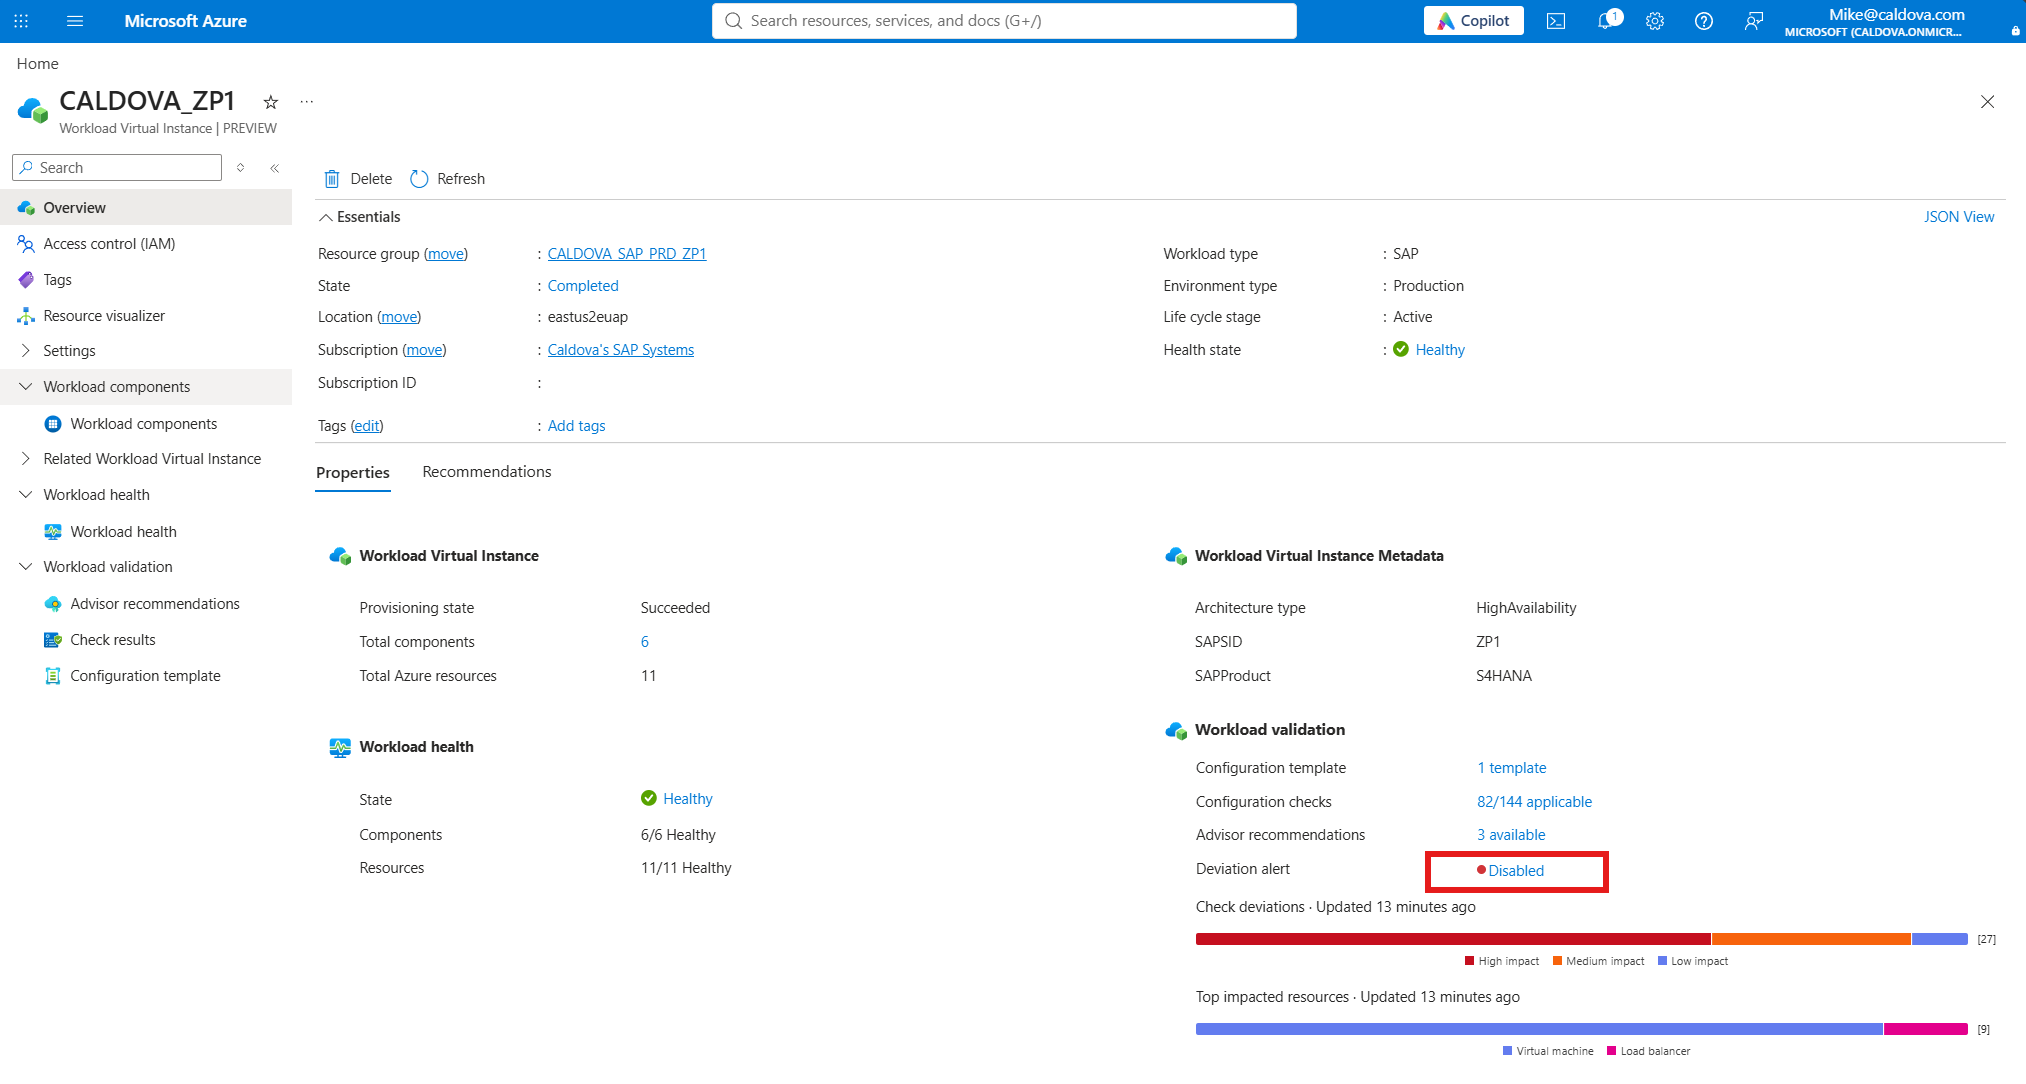 Microsoft Azure
Search resources, services, and docs (G+/)
Copilot
1
Mike@caldova.com
MICROSOFT (CALDOVA.ONMICR...
Home
CALDOVA_ZP1
Workload Virtual Instance | PREVIEW
Search
Overview
Access control (IAM)
Tags
Resource visualizer
Settings
Workload components
Workload components
Related Workload Virtual Instance
Workload health
Workload health
Workload validation
Advisor recommendations
Check results
Configuration template
Delete
Refresh
Essentials
JSON View
Resource group (move) : CALDOVA_SAP_PRD_ZP1
State : Completed
Location (move) : eastus2euap
Subscription (move) : Caldova's SAP Systems
Subscription ID :
Tags (edit) : Add tags
Workload type : SAP
Environment type : Production
Life cycle stage : Active
Health state : Healthy
Properties
Recommendations
Workload Virtual Instance
Provisioning state Succeeded
Total components 6
Total Azure resources 11
Workload health
State Healthy
Components 6/6 Healthy
Resources 11/11 Healthy
Workload Virtual Instance Metadata
Architecture type HighAvailability
SAPSID ZP1
SAPProduct S4HANA
Workload validation
Configuration template 1 template
Configuration checks 82/144 applicable
Advisor recommendations 3 available
Deviation alert Disabled
Check deviations · Updated 13 minutes ago
[27]
High impact Medium impact Low impact
Top impacted resources · Updated 13 minutes ago
[9]
Virtual machine Load balancer